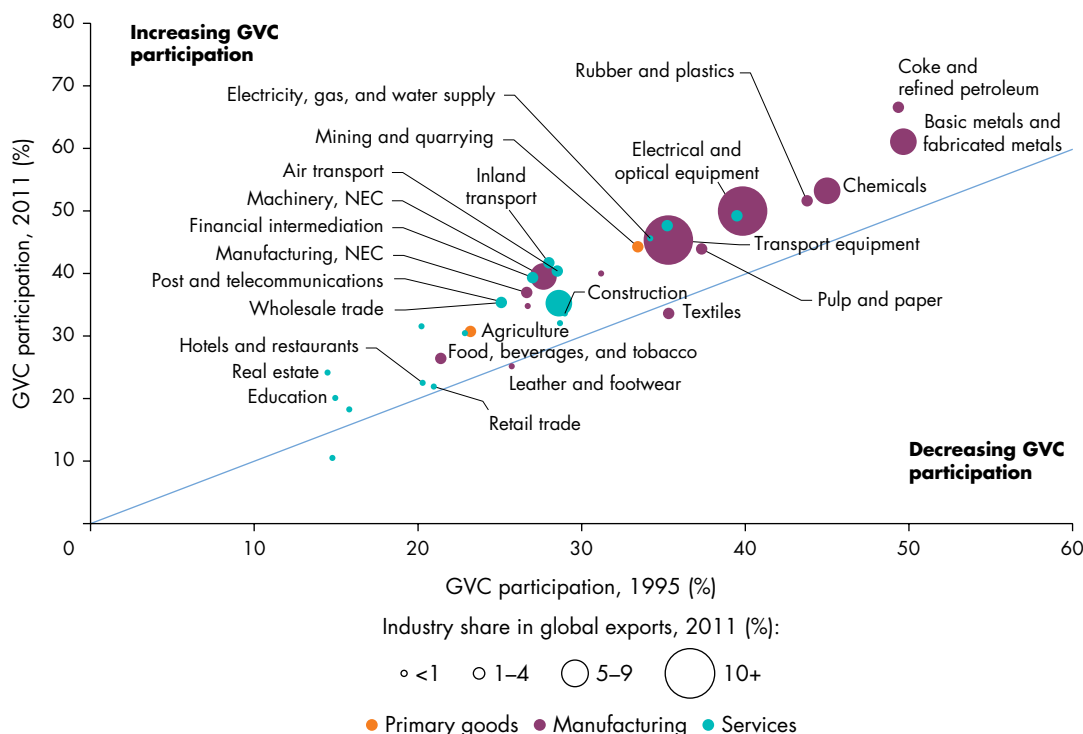 80
70
60
50
40
30
20
10
GVC participation, 2011 (%)
Increasing GVC
participation
Rubber and plastics
Coke and
refined petroleum
Electricity, gas, and water supply
Basic metals and
fabricated metals
Mining and quarrying
Electrical and
optical equipment
Air transport
Inland
transport
Chemicals
Machinery, NEC
Financial intermediation
Transport equipment
Manufacturing, NEC
Post and telecommunications
Construction
Pulp and paper
Wholesale trade
Textiles
Agriculture
Hotels and restaurants
Food, beverages, and tobacco
Real estate
Leather and footwear
Education
Retail trade
Decreasing GVC
participation
0
10
20
30
40
50
60
GVC participation, 1995 (%)
Industry share in global exports, 2011 (%):
<1
1–4
5–9
10+
Primary goods
Manufacturing
Services